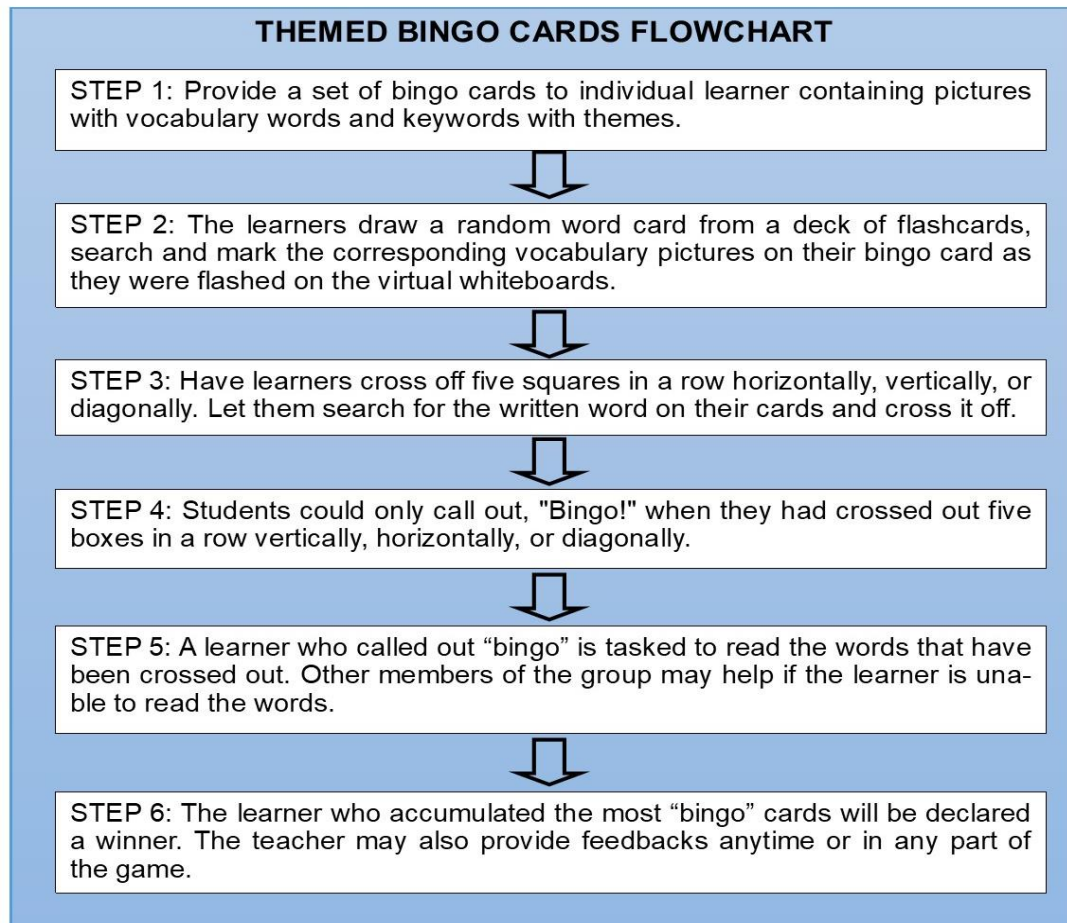 THEMED BINGO CARDS FLOWCHART
STEP 1: Provide a set of bingo cards to individual learner containing pictures
with vocabulary words and keywords with themes.
STEP 2: The learners draw a random word card from a deck of flashcards,
search and mark the corresponding vocabulary pictures on their bingo card as
they were flashed on the virtual whiteboards.
STEP 3: Have learners cross off five squares in a row horizontally, vertically, or
diagonally. Let them search for the written word on their cards and cross it off.
STEP 4: Students could only call out, "Bingo!" when they had crossed out five
boxes in a row vertically, horizontally, or diagonally.
STEP 5: A learner who called out “bingo” is tasked to read the words that have
been crossed out. Other members of the group may help if the learner is una-
ble to read the words.
STEP 6: The learner who accumulated the most “bingo” cards will be declared
a winner. The teacher may also provide feedbacks anytime or in any part of
the game.